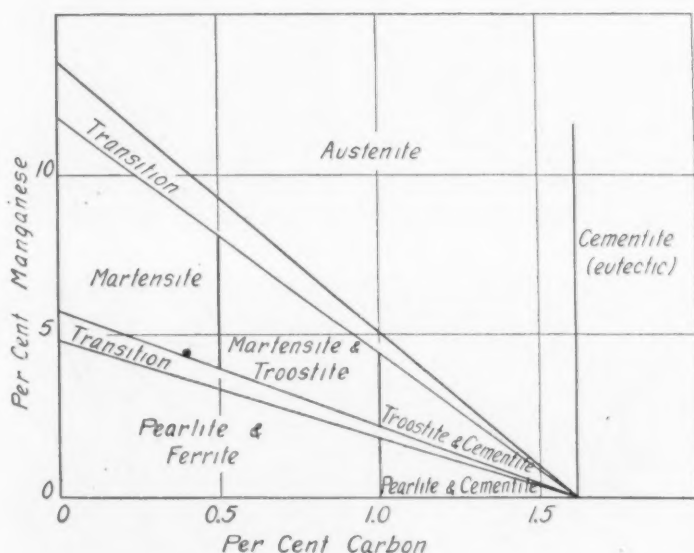 Per Cent Manganese
10
5
0
Transition
Austenite
Cementite
(eutectic)
Martensite
Transition
Martensite &
Troostite
Pearlite &
Ferrite
Troostite & Cementite
Pearlite & Cementite
0
0.5
1.0
1.5
Per Cent Carbon